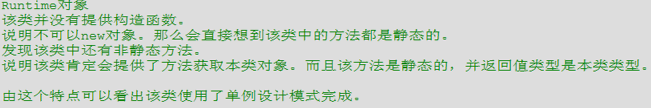 Runtime对象
该类并没有提供构造函数。
说明不可以new对象。那么会直接想到该类中的方法都是静态的。
发现该类中还有非静态方法。
说明该类肯定会提供了方法获取本类对象。而且该方法是静态的，并返回值类型是本类类型。
由这个特点可以看出该类使用了单例设计模式完成。